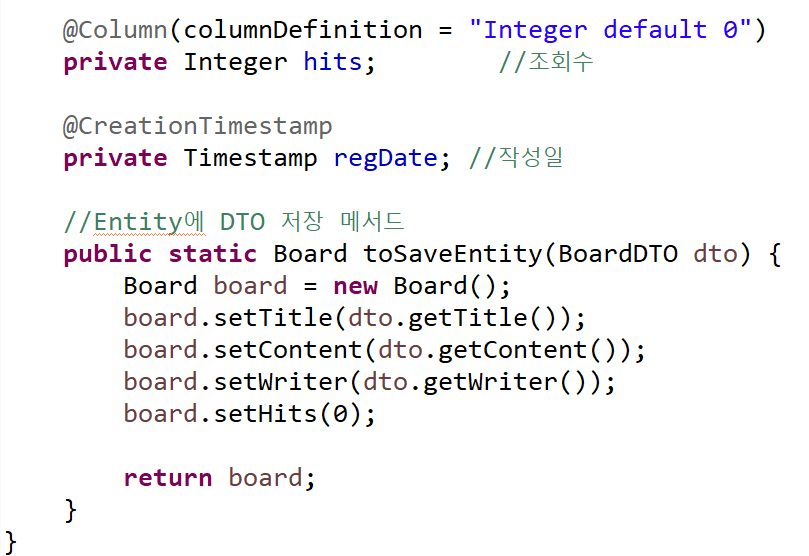 @Column(columnDefinition = "Integer default 0")
private Integer hits; //조회수
@CreationTimestamp
private Timestamp regDate; //작성일
//Entity에 DTO 저장 메서드
public static Board toSaveEntity(BoardDTO dto) {
Board board = new Board();
board.setTitle(dto.getTitle());
board.setContent(dto.getContent());
board.setWriter(dto.getWriter());
board.setHits(0);
return board;
}
}